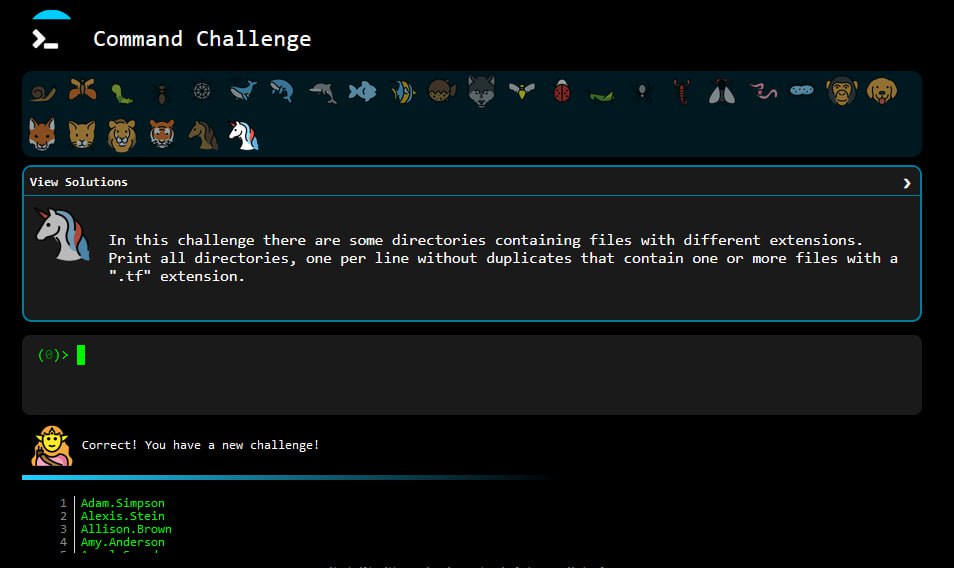 Command Challenge
View Solutions
In this challenge there are some directories containing files with different extensions.
Print all directories, one per line without duplicates that contain one or more files with a
".tf" extension.
(0)>
Correct! You have a new challenge!
1 Adam.Simpson
2 Alexis.Stein
3 Allison.Brown
4 Amy.Anderson